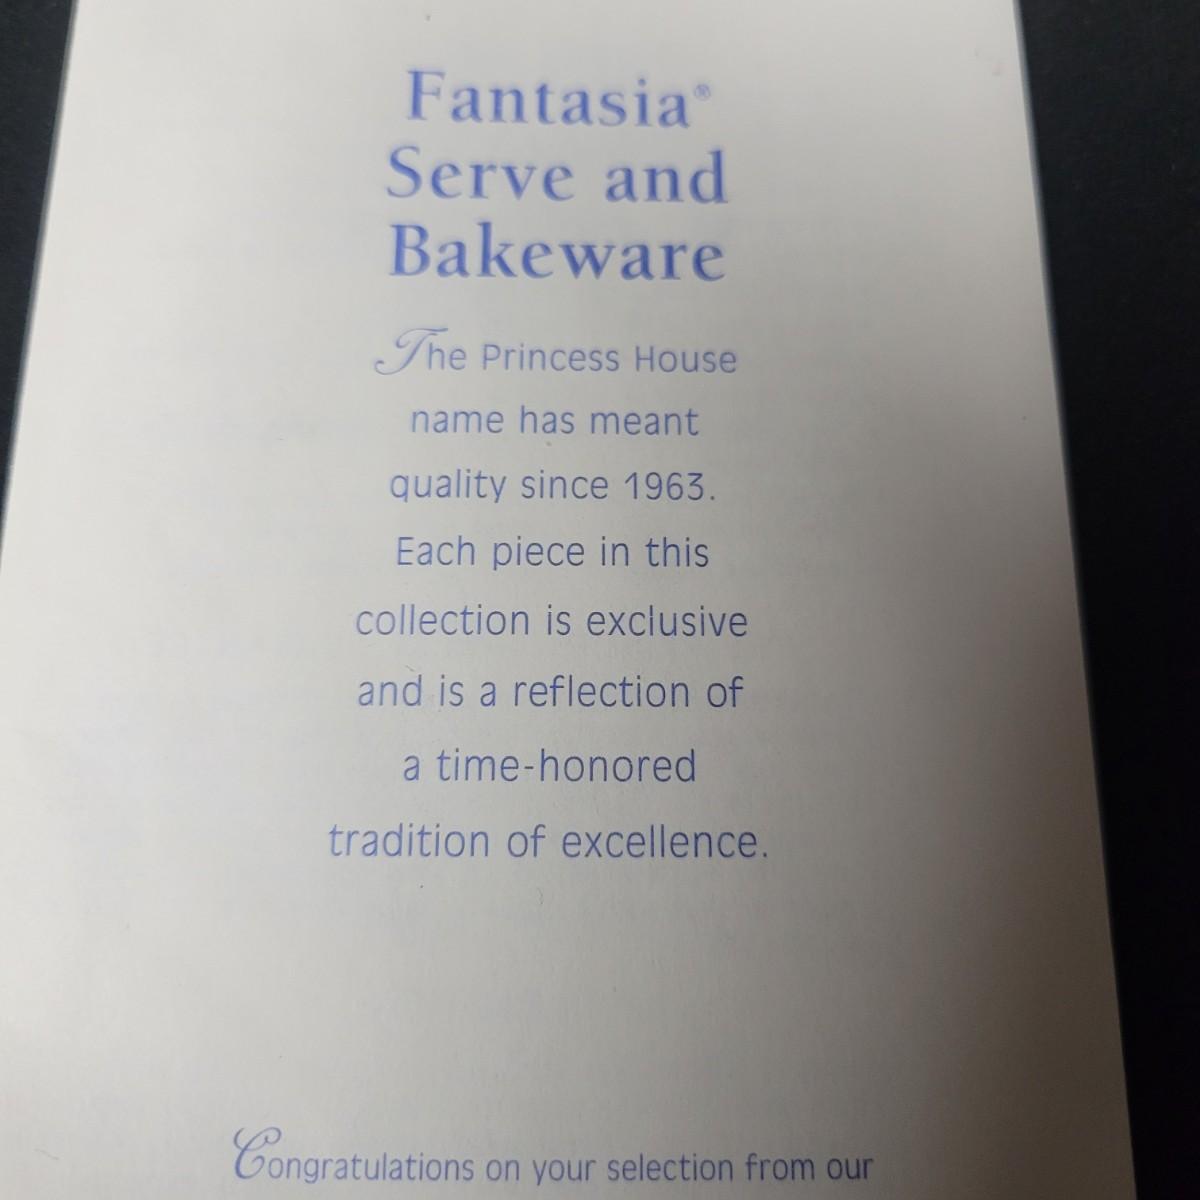 Fantasia®
Serve and
Bakeware
The Princess House
name has meant
quality since 1963.
Each piece in this
collection is exclusive
and is a reflection of
a time-honored
tradition of excellence.
Congratulations on your selection from our